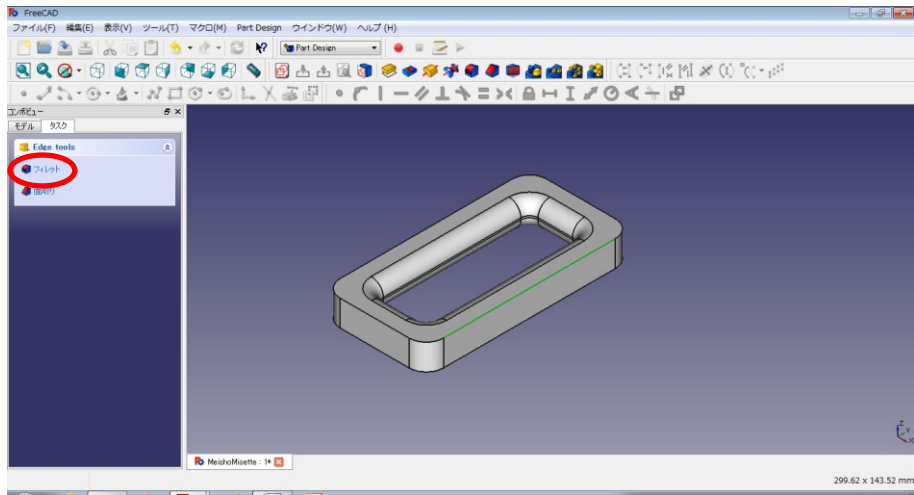 FreeCAD
ファイル(F) 編集(E) 表示(V) ツール(T) マクロ(M) Part Design ウインドウ(W) ヘルプ(H)
Part Design
コンボビュー
モデル タスク
Edge tools
フィレット
面取り
MeishoMisette : 1*
Z
Y
X
299.62 x 143.52 mm